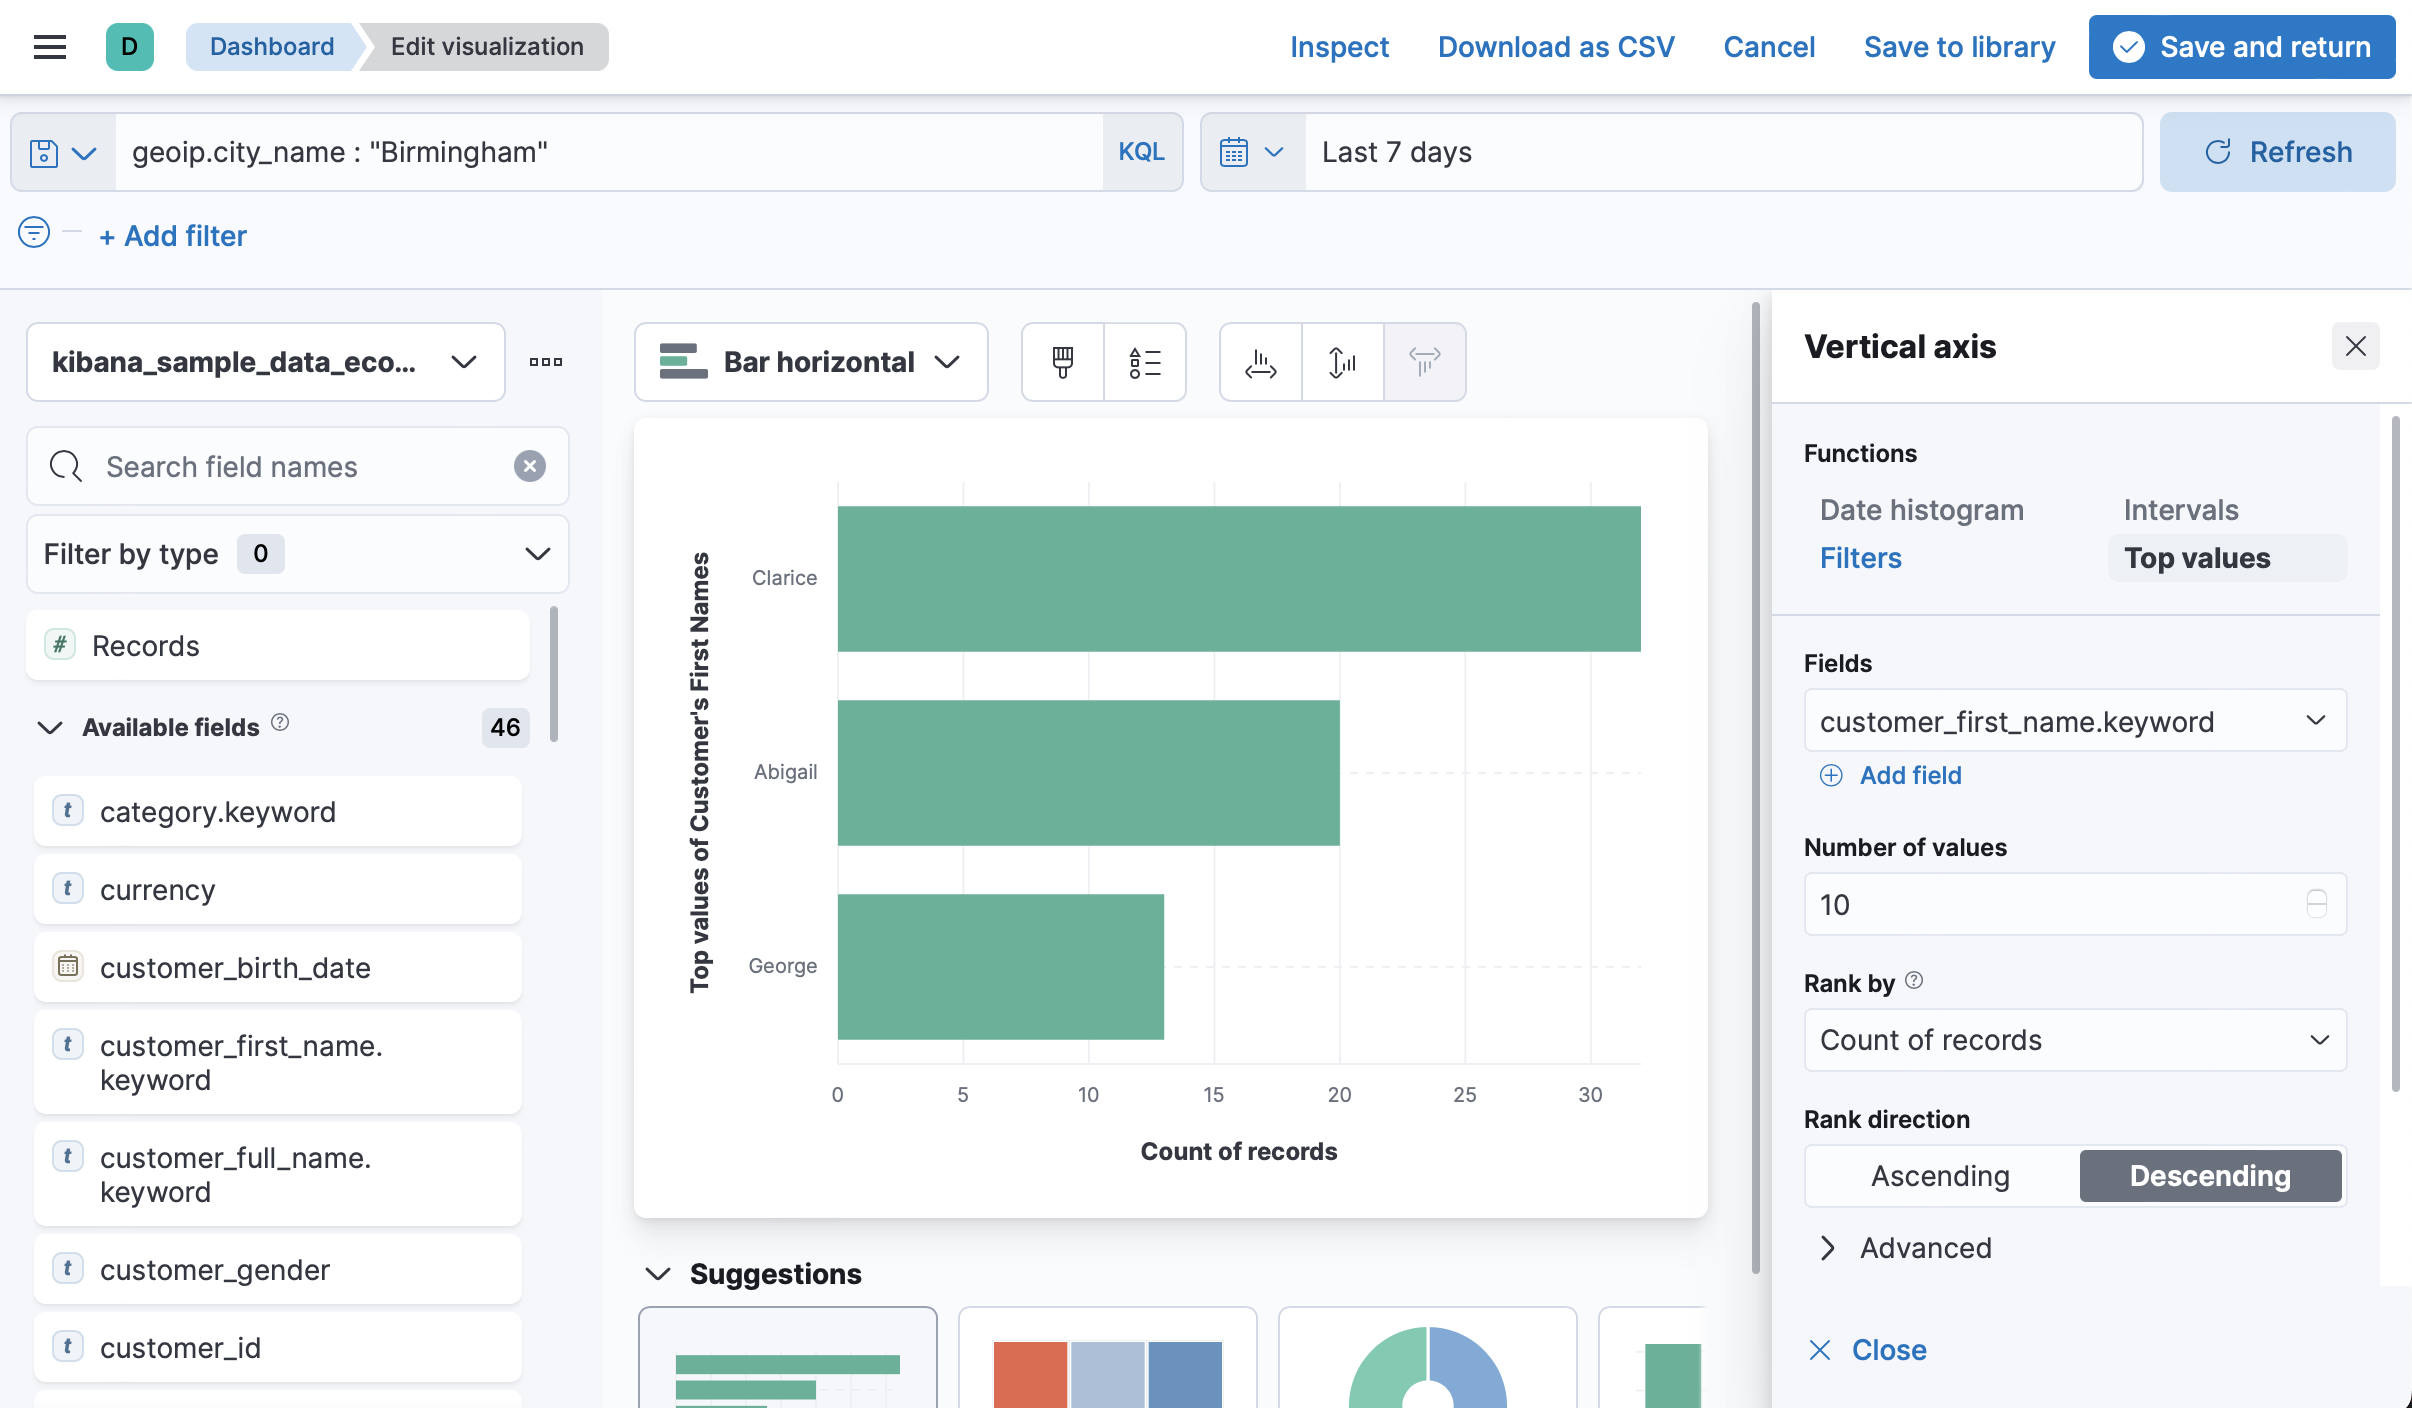 D
Dashboard
Edit visualization
Inspect
Download as CSV
Cancel
Save to library
Save and return
geoip.city_name : "Birmingham"
KQL
Last 7 days
Refresh
+ Add filter
kibana_sample_data_eco...
Search field names
Filter by type 0
# Records
Available fields
46
t category.keyword
t currency
customer_birth_date
t customer_first_name.
keyword
t customer_full_name.
keyword
t customer_gender
t customer_id
Bar horizontal
Top values of Customer's First Names
Clarice
Abigail
George
0 5 10 15 20 25 30
Count of records
Suggestions
Vertical axis
Functions
Date histogram
Intervals
Filters
Top values
Fields
customer_first_name.keyword
Add field
Number of values
10
Rank by
Count of records
Rank direction
Ascending
Descending
Advanced
Close